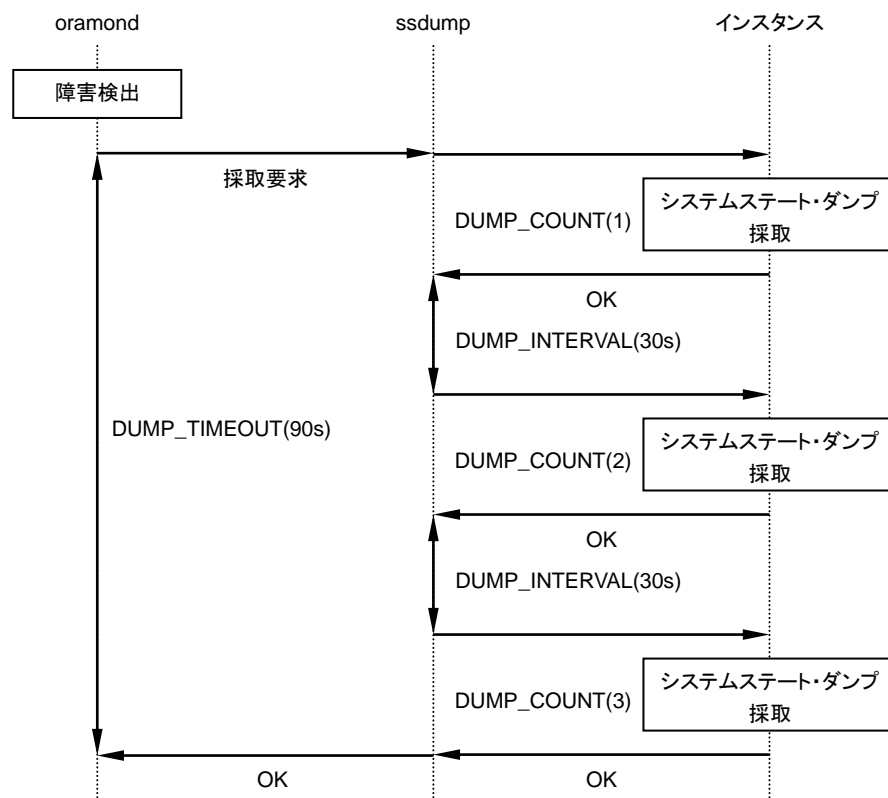 oramond
ssdump
インスタンス
障害検出
採取要求
システムステート・ダンプ
採取
DUMP_COUNT(1)
OK
DUMP_INTERVAL(30s)
DUMP_TIMEOUT(90s)
システムステート・ダンプ
採取
DUMP_COUNT(2)
OK
DUMP_INTERVAL(30s)
システムステート・ダンプ
採取
DUMP_COUNT(3)
OK
OK